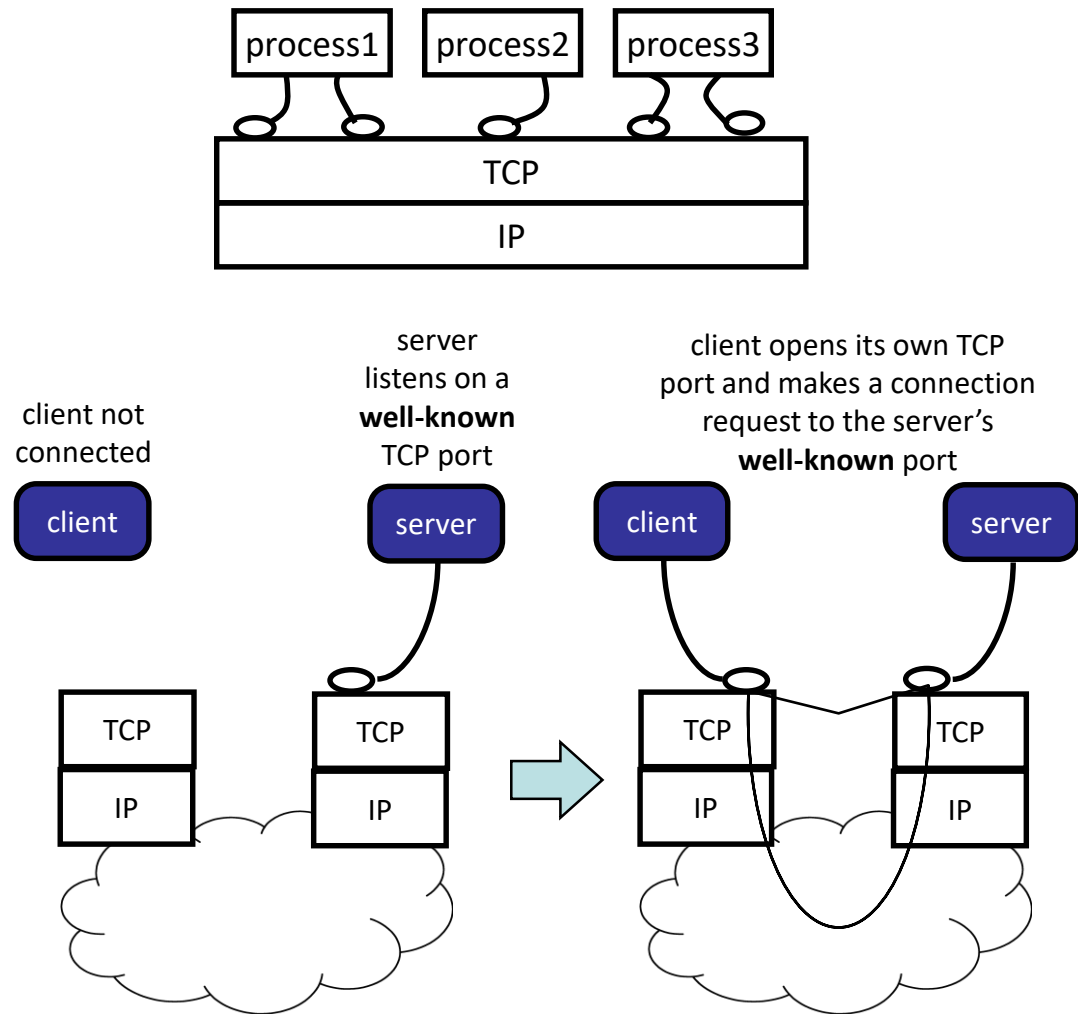 process1 process2 process3
TCP
IP
client not
connected
server
listens on a
well-known
TCP port
client opens its own TCP
port and makes a connection
request to the server’s
well-known port
client
server
client
server
TCP
TCP
TCP
TCP
IP
IP
IP
IP